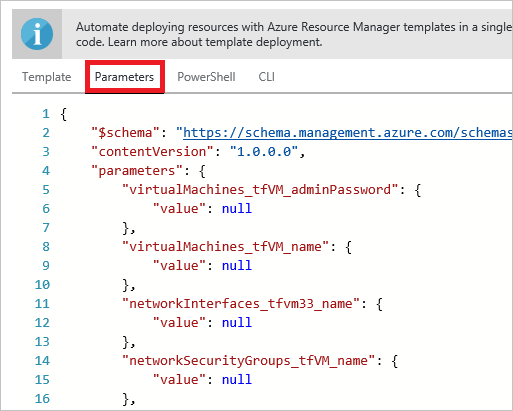 Automate deploying resources with Azure Resource Manager templates in a single
code. Learn more about template deployment.
Template Parameters PowerShell CLI
1 {
2 "$schema": "https://schema.management.azure.com/schemas
3 "contentVersion": "1.0.0.0",
4 "parameters": {
5 "virtualMachines_tfVM_adminPassword": {
6 "value": null
7 },
8 "virtualMachines_tfVM_name": {
9 "value": null
10 },
11 "networkInterfaces_tfvm33_name": {
12 "value": null
13 },
14 "networkSecurityGroups_tfVM_name": {
15 "value": null
16 },